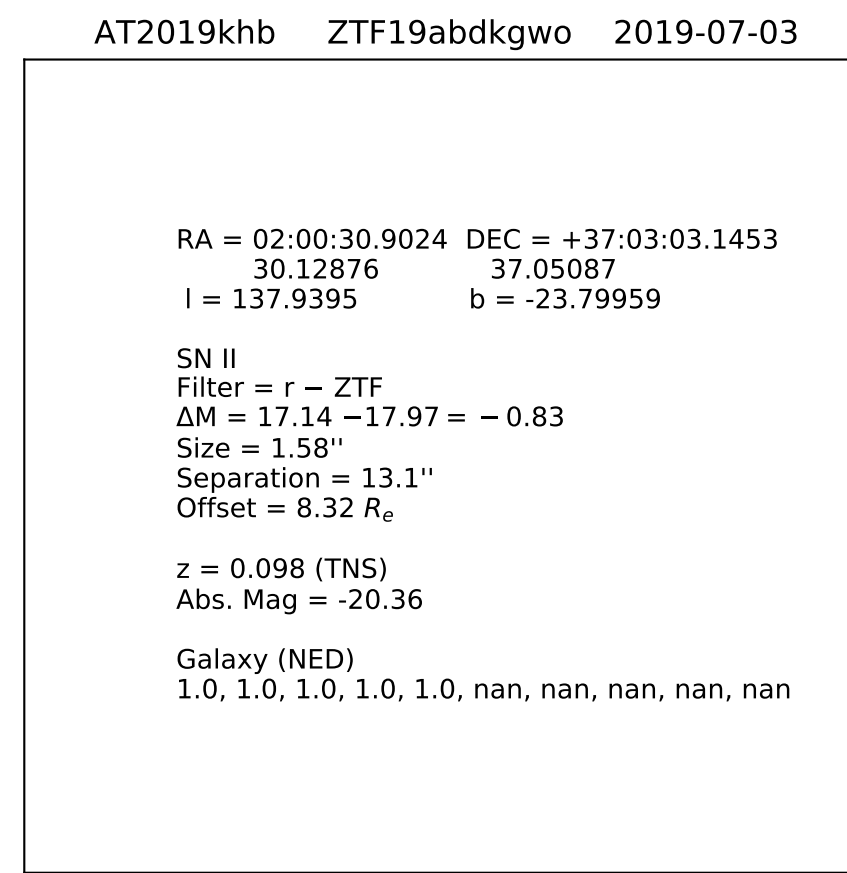 AT2019khb ZTF19abdkgwo 2019-07-03
RA = 02:00:30.9024 DEC = +37:03:03.1453
30.12876 37.05087
l = 137.9395 b = -23.79959
SN II
Filter = r − ZTF
ΔM = 17.14 −17.97 = − 0.83
Size = 1.58''
Separation = 13.1''
Offset = 8.32 Re
z = 0.098 (TNS)
Abs. Mag = -20.36
Galaxy (NED)
1.0, 1.0, 1.0, 1.0, 1.0, nan, nan, nan, nan, nan